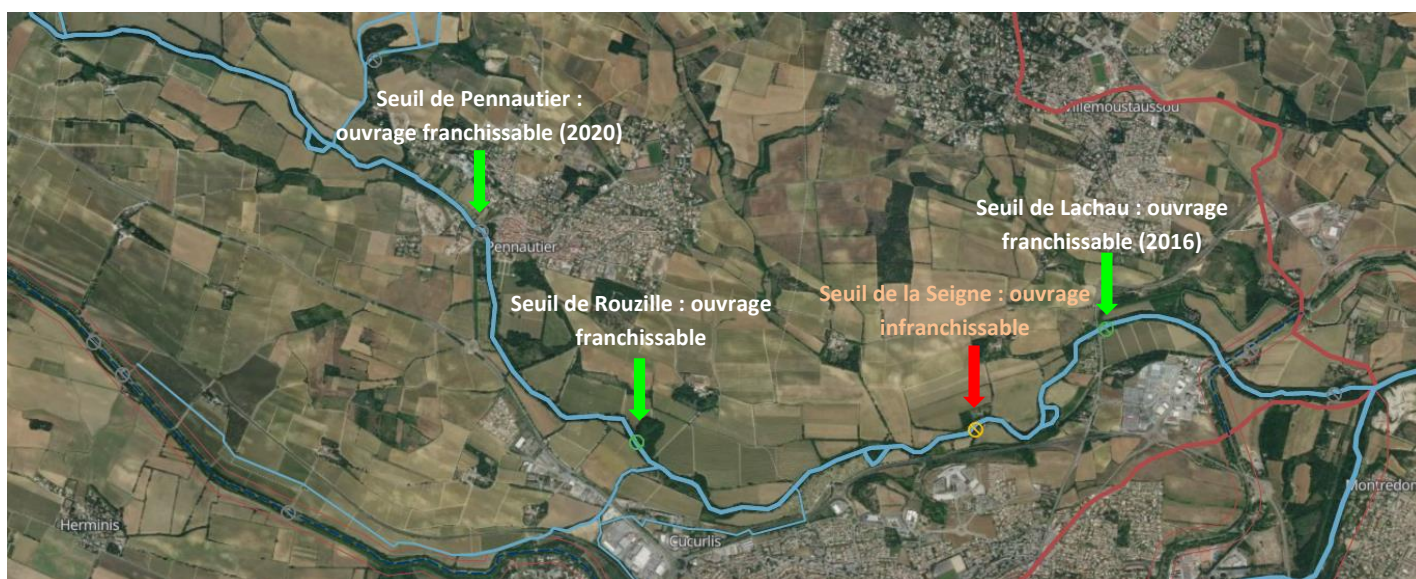 Seuil de Pennautier :
ouvrage franchissable (2020)
Villemoustaussou
Seuil de Lachau : ouvrage
franchissable (2016)
Pennautier
Seuil de Rouzille : ouvrage
franchissable
Seuil de la Seigne : ouvrage
infranchissable
Montredon
Herminis
Cucurlis